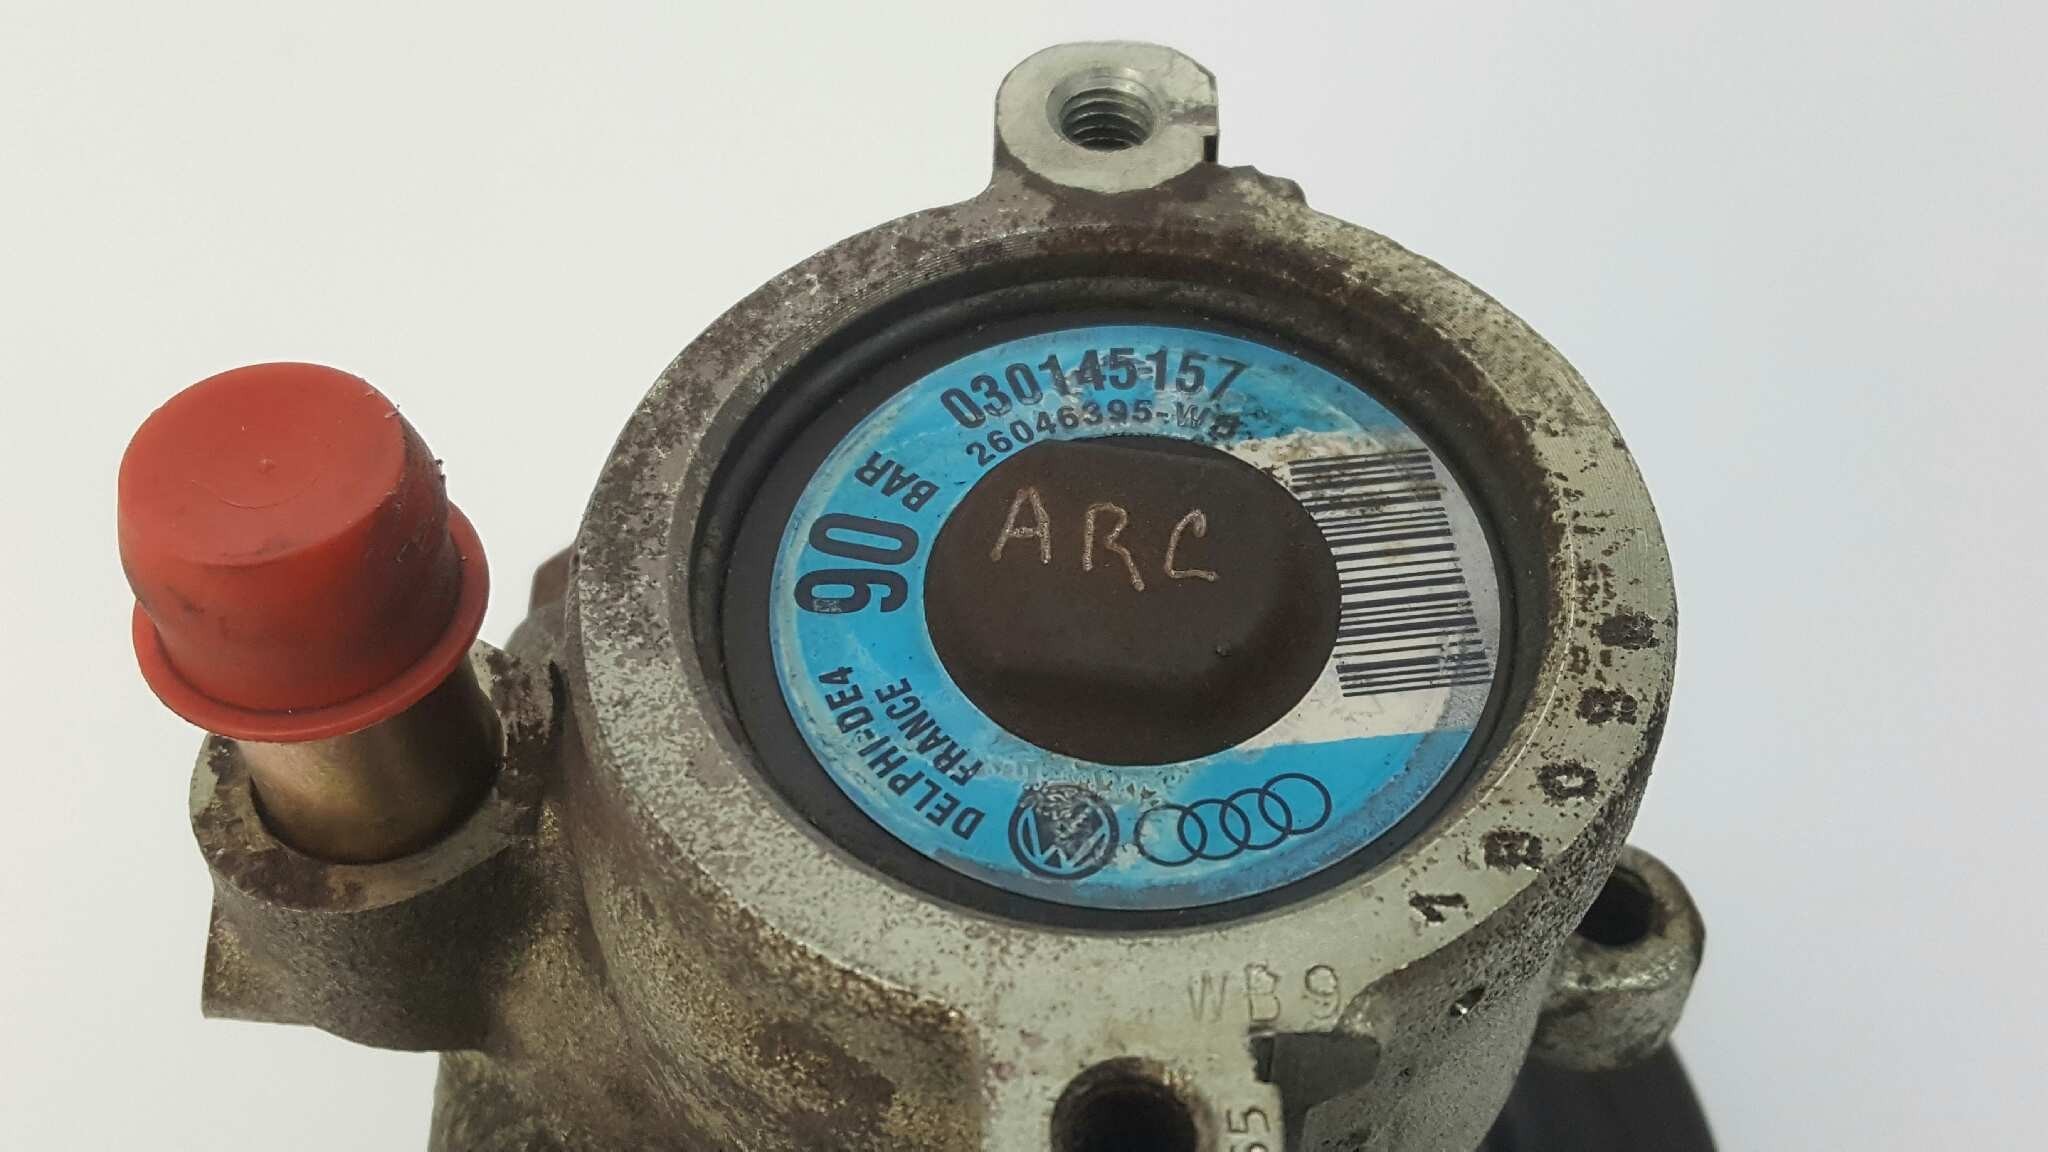 030145157
26046395-WB
90 BAR
ARC
DELPHI-DE4
FRANCE
WB9